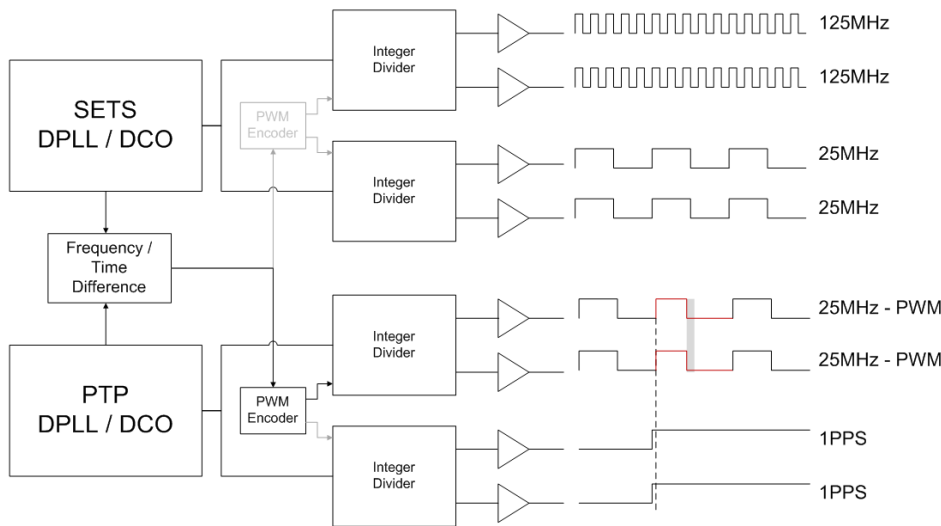 SETS
DPLL / DCO
Frequency /
Time
Difference
PTP
DPLL / DCO
PWM
Encoder
PWM
Encoder
Integer
Divider
Integer
Divider
Integer
Divider
Integer
Divider
125MHz
125MHz
25MHz
25MHz
25MHz - PWM
25MHz - PWM
1PPS
1PPS